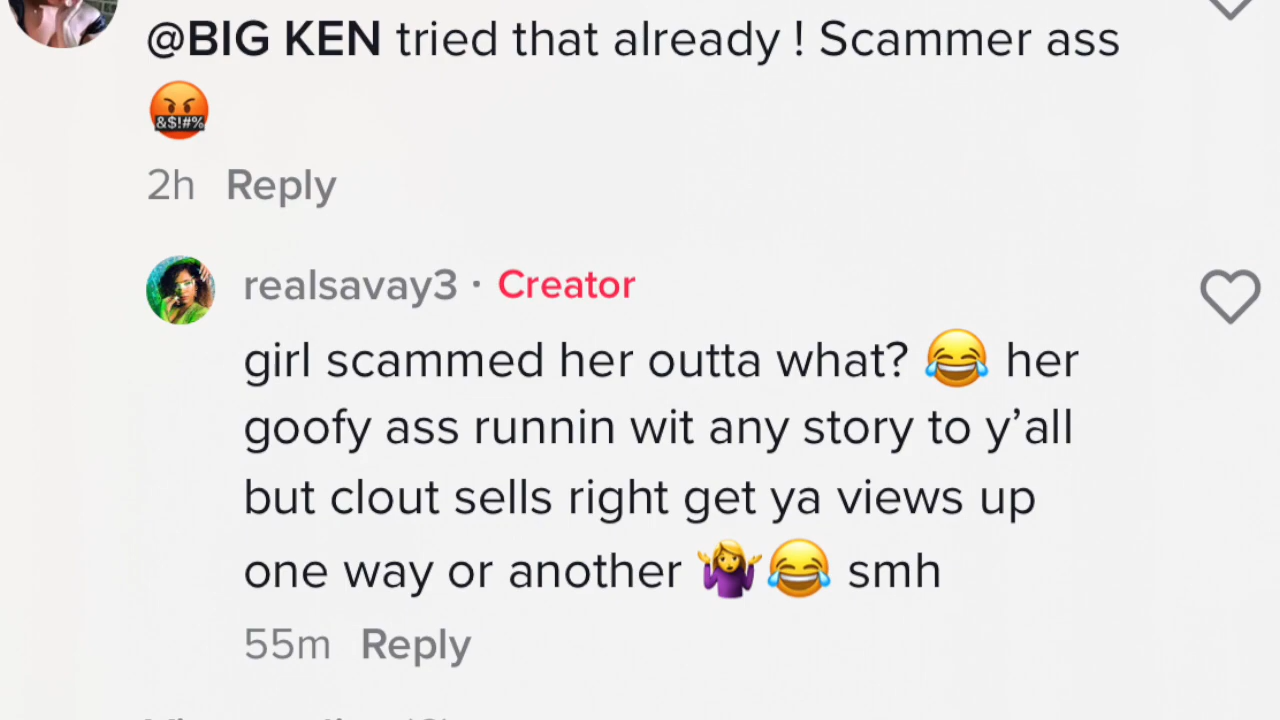 @BIG KEN tried that already ! Scammer ass
🤬
2h Reply
realsavay3 · Creator
girl scammed her outta what? 😂 her
goofy ass runnin wit any story to y’all
but clout sells right get ya views up
one way or another 🤷‍♀️😂 smh
55m Reply